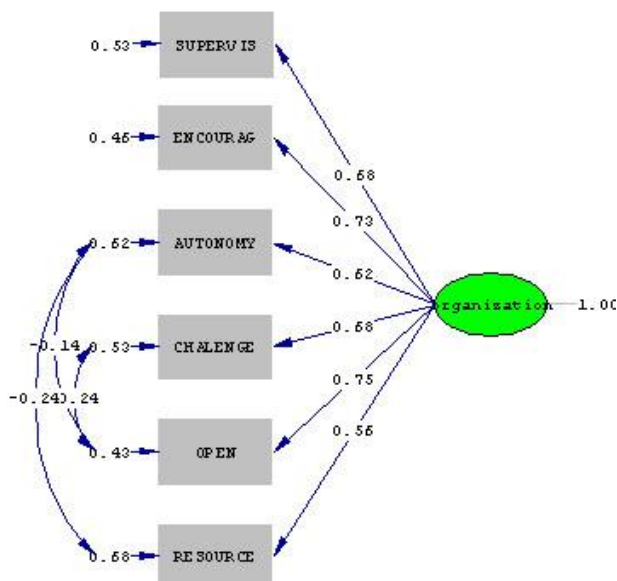 0.53 SUPERVIS
0.68
0.46 ENCOURAG
0.73
0.62 AUTONOMY
0.62
organization 1.00
-0.14 0.53 CHALENGE
0.68
0.75
-0.24 0.24
0.56
0.43 OPEN
0.68 RESOURCE